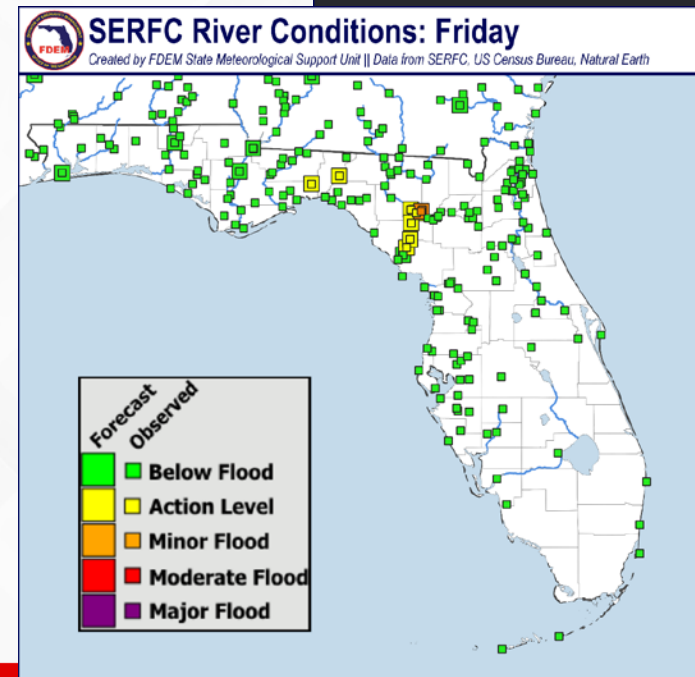 FDEM
SERFC River Conditions: Friday
Created by FDEM State Meteorological Support Unit || Data from SERFC, US Census Bureau, Natural Earth
Forecast
Observed
Below Flood
Action Level
Minor Flood
Moderate Flood
Major Flood